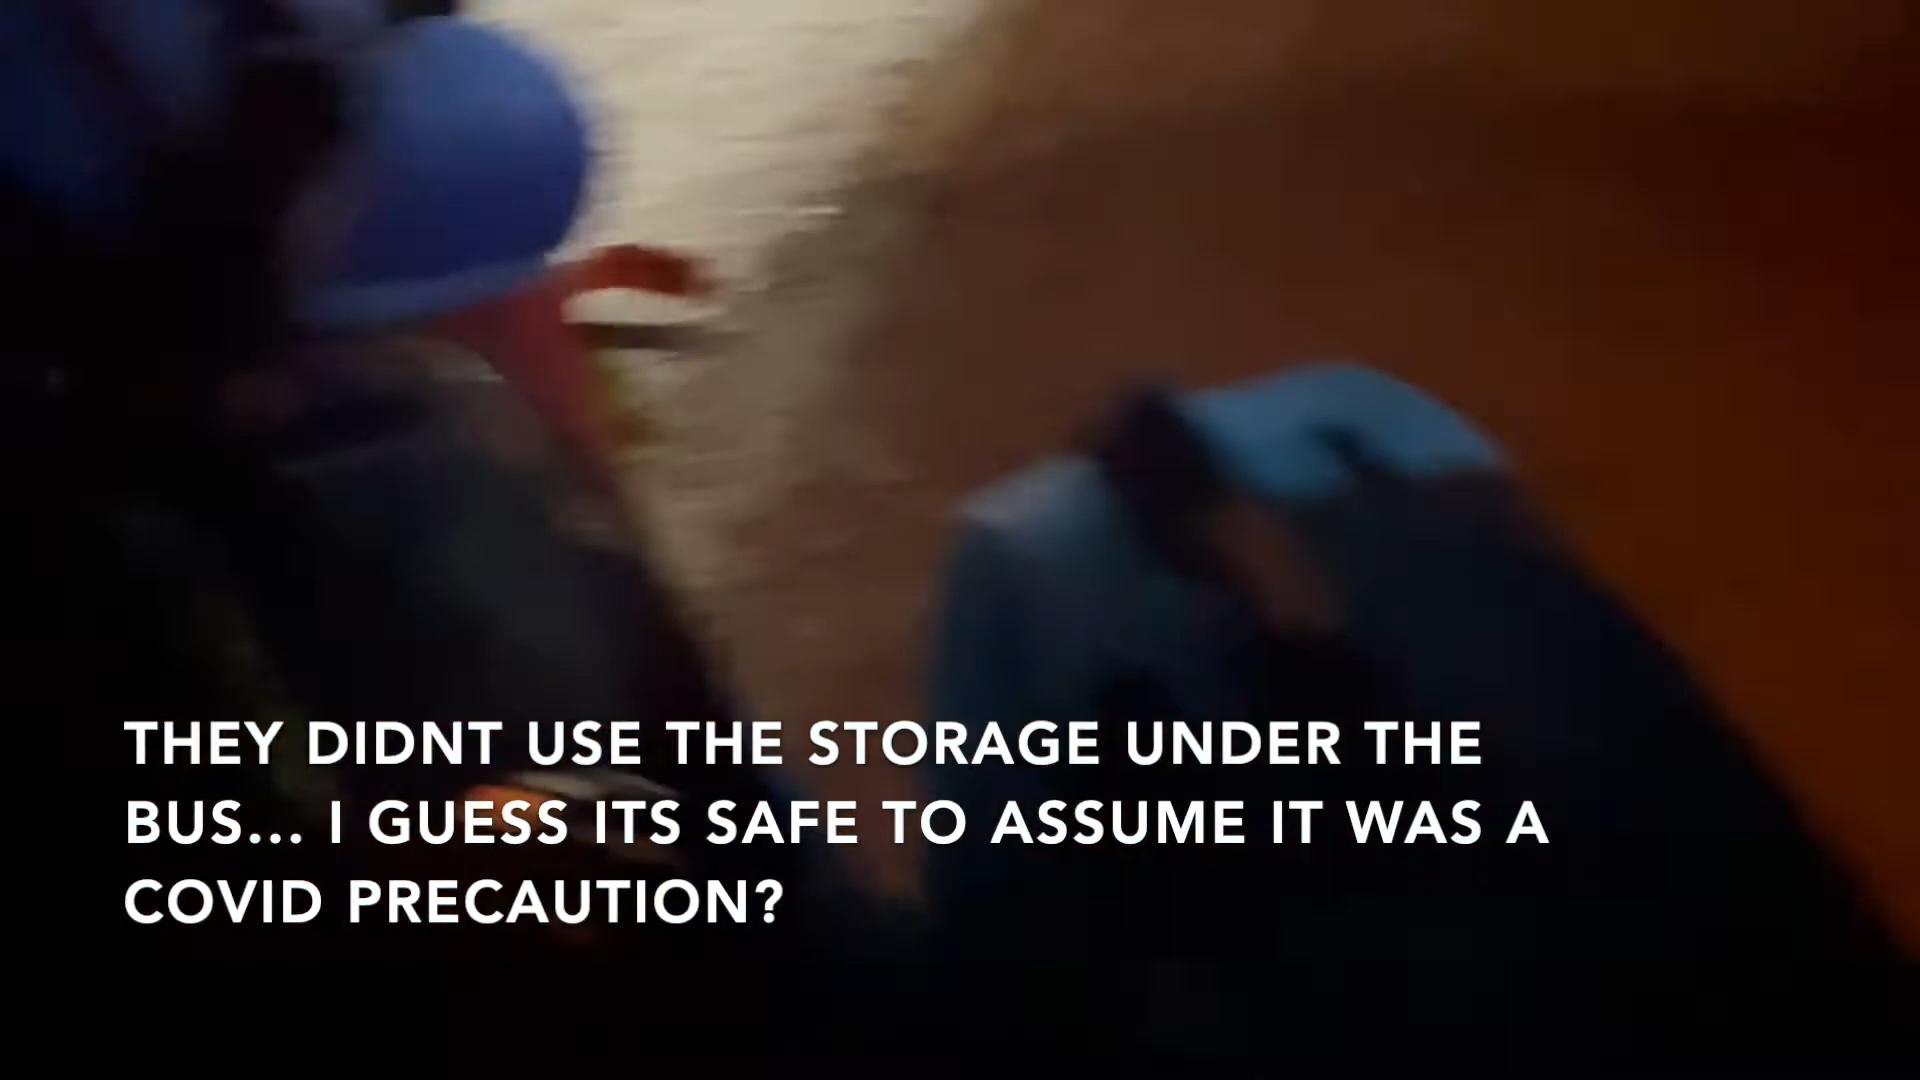 THEY DIDNT USE THE STORAGE UNDER THE
BUS... I GUESS ITS SAFE TO ASSUME IT WAS A
COVID PRECAUTION?